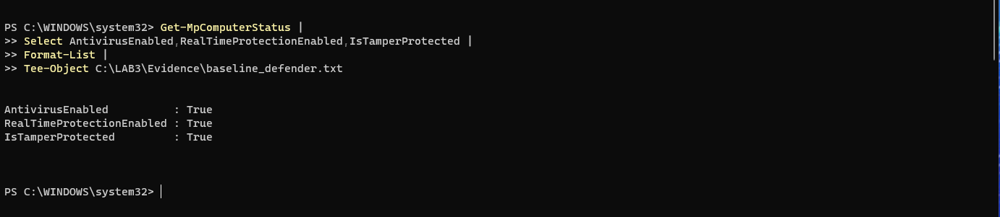 PS C:\WINDOWS\system32> Get-MpComputerStatus |
>> Select AntivirusEnabled,RealTimeProtectionEnabled,IsTamperProtected |
>> Format-List |
>> Tee-Object C:\LAB3\Evidence\baseline_defender.txt
AntivirusEnabled          : True
RealTimeProtectionEnabled : True
IsTamperProtected         : True
PS C:\WINDOWS\system32>